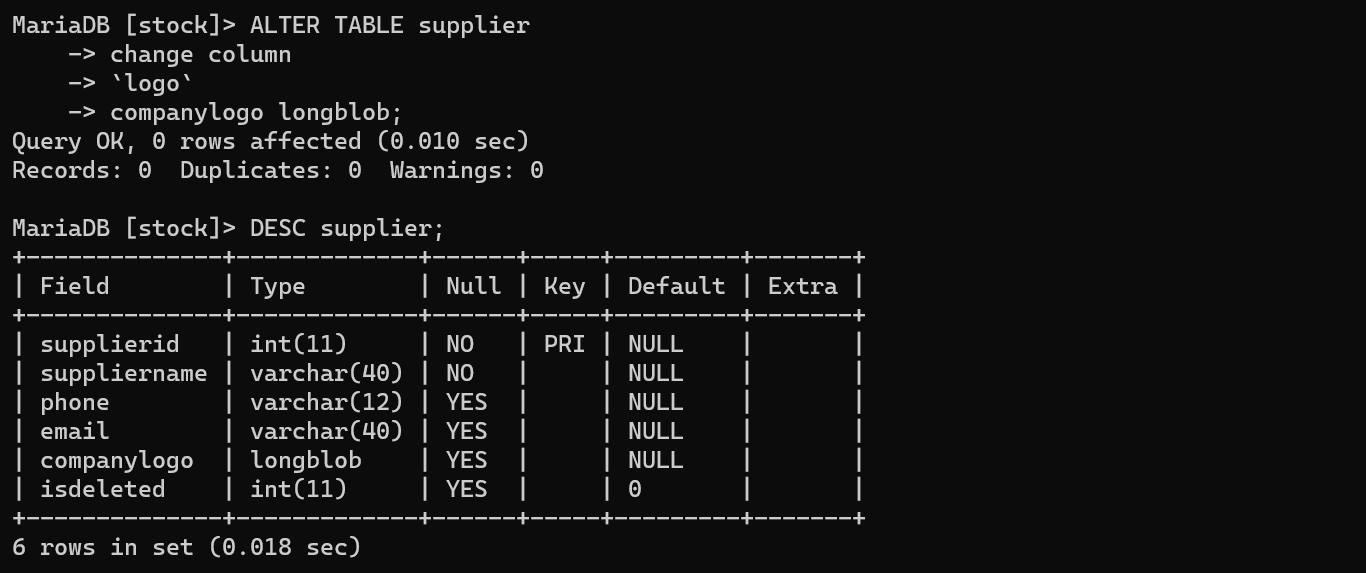 MariaDB [stock]> ALTER TABLE supplier
    -> change column
    -> `logo`
    -> companylogo longblob;
Query OK, 0 rows affected (0.010 sec)
Records: 0  Duplicates: 0  Warnings: 0

MariaDB [stock]> DESC supplier;
+--------------+-------------+------+-----+---------+-------+
| Field        | Type        | Null | Key | Default | Extra |
+--------------+-------------+------+-----+---------+-------+
| supplierid   | int(11)     | NO   | PRI | NULL    |       |
| suppliername | varchar(40) | NO   |     | NULL    |       |
| phone        | varchar(12) | YES  |     | NULL    |       |
| email        | varchar(40) | YES  |     | NULL    |       |
| companylogo  | longblob    | YES  |     | NULL    |       |
| isdeleted    | int(11)     | YES  |     | 0       |       |
+--------------+-------------+------+-----+---------+-------+
6 rows in set (0.018 sec)